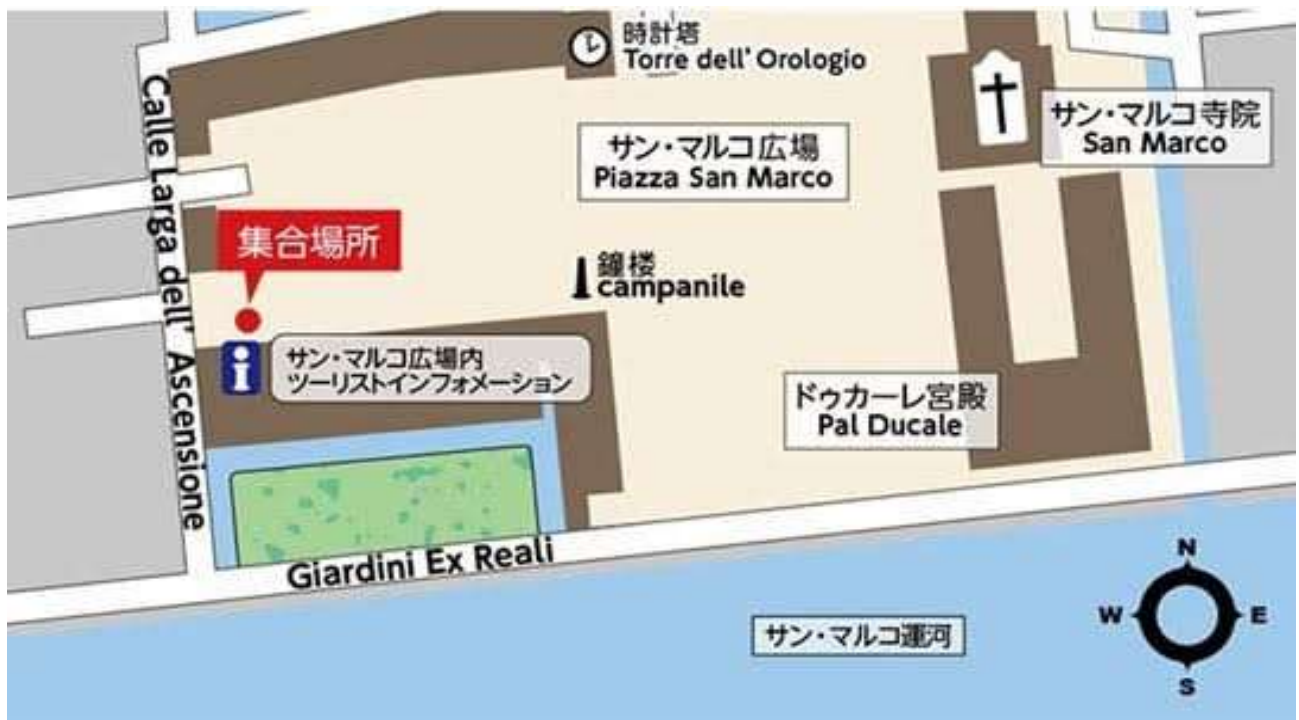 時計塔
Torre dell' Orologio
サン・マルコ寺院
San Marco
サン・マルコ広場
Piazza San Marco
Calle Larga dell' Ascensione
集合場所
鐘楼
campanile
i
サン・マルコ広場内
ツーリストインフォメーション
ドゥカーレ宮殿
Pal Ducale
Giardini Ex Reali
サン・マルコ運河
N
W
E
S